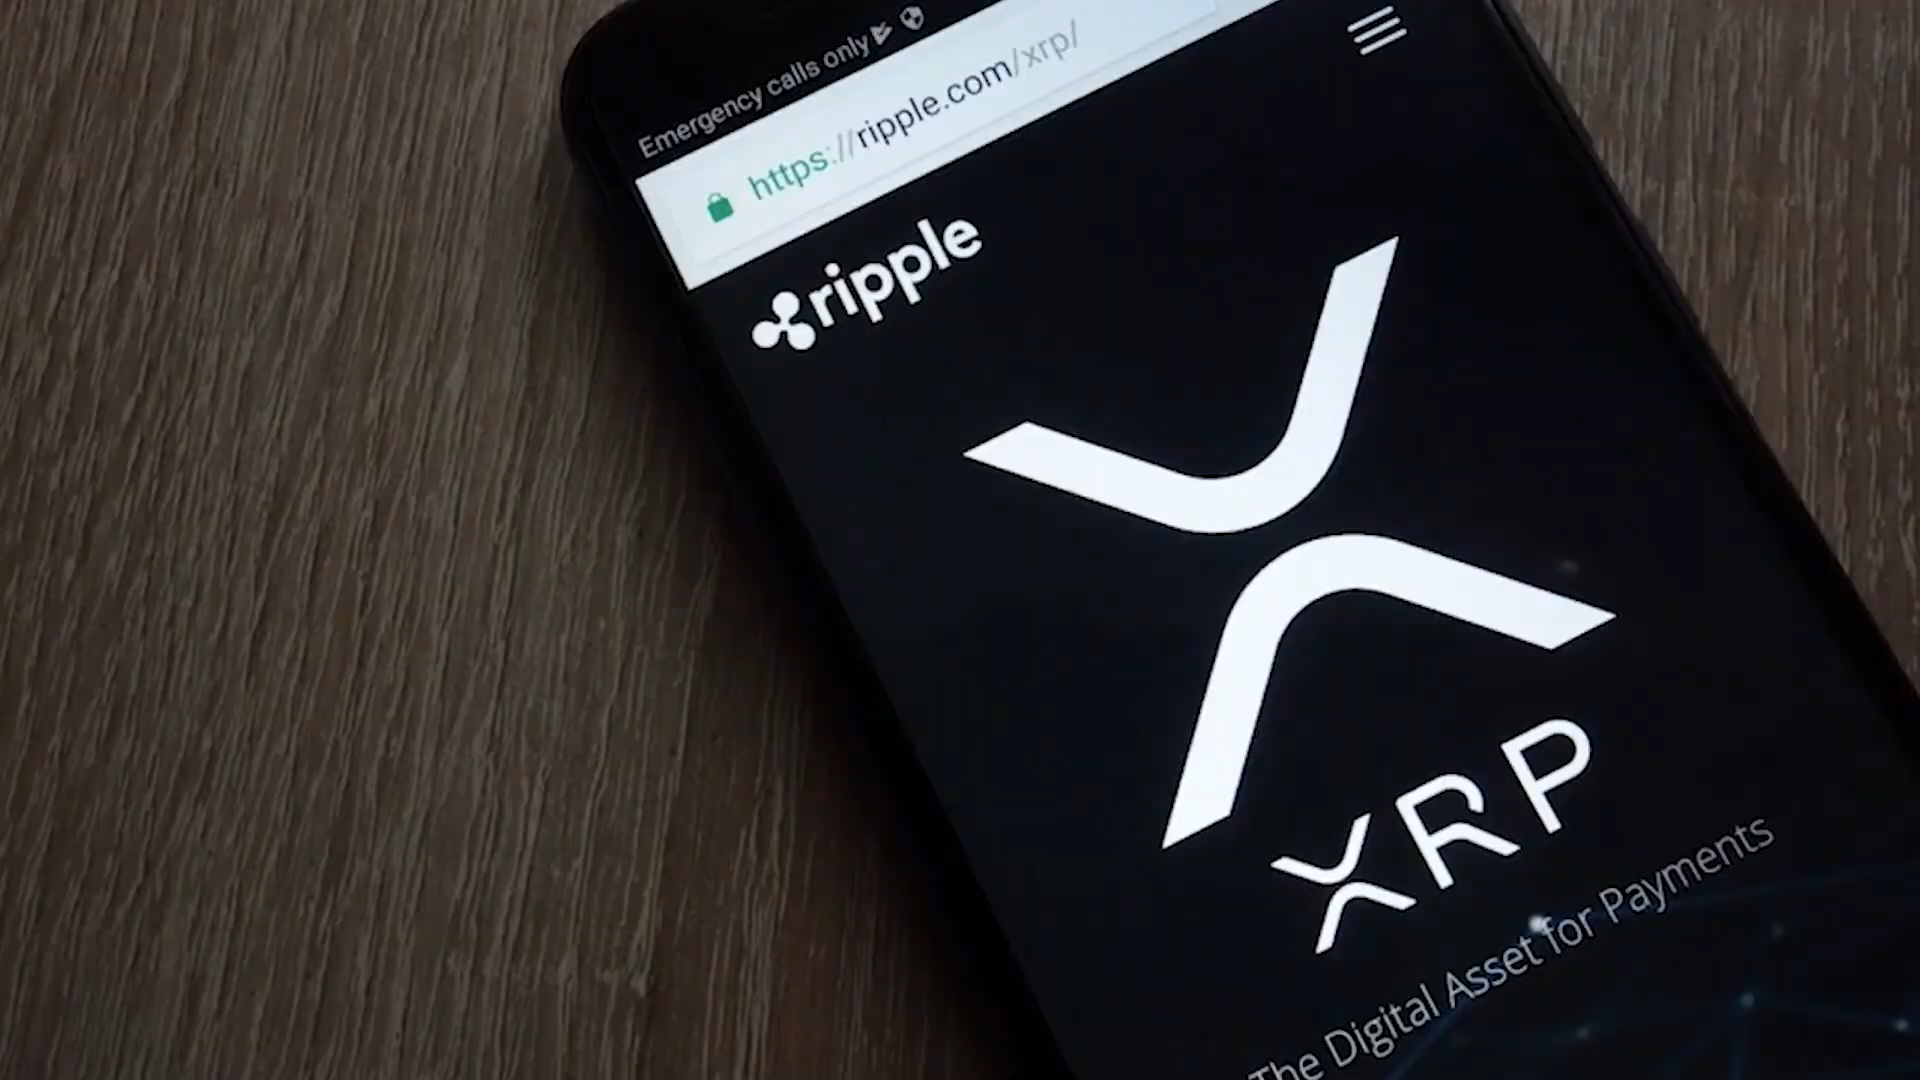 Emergency calls only
https://ripple.com/xrp/
ripple
XRP
The Digital Asset for Payments